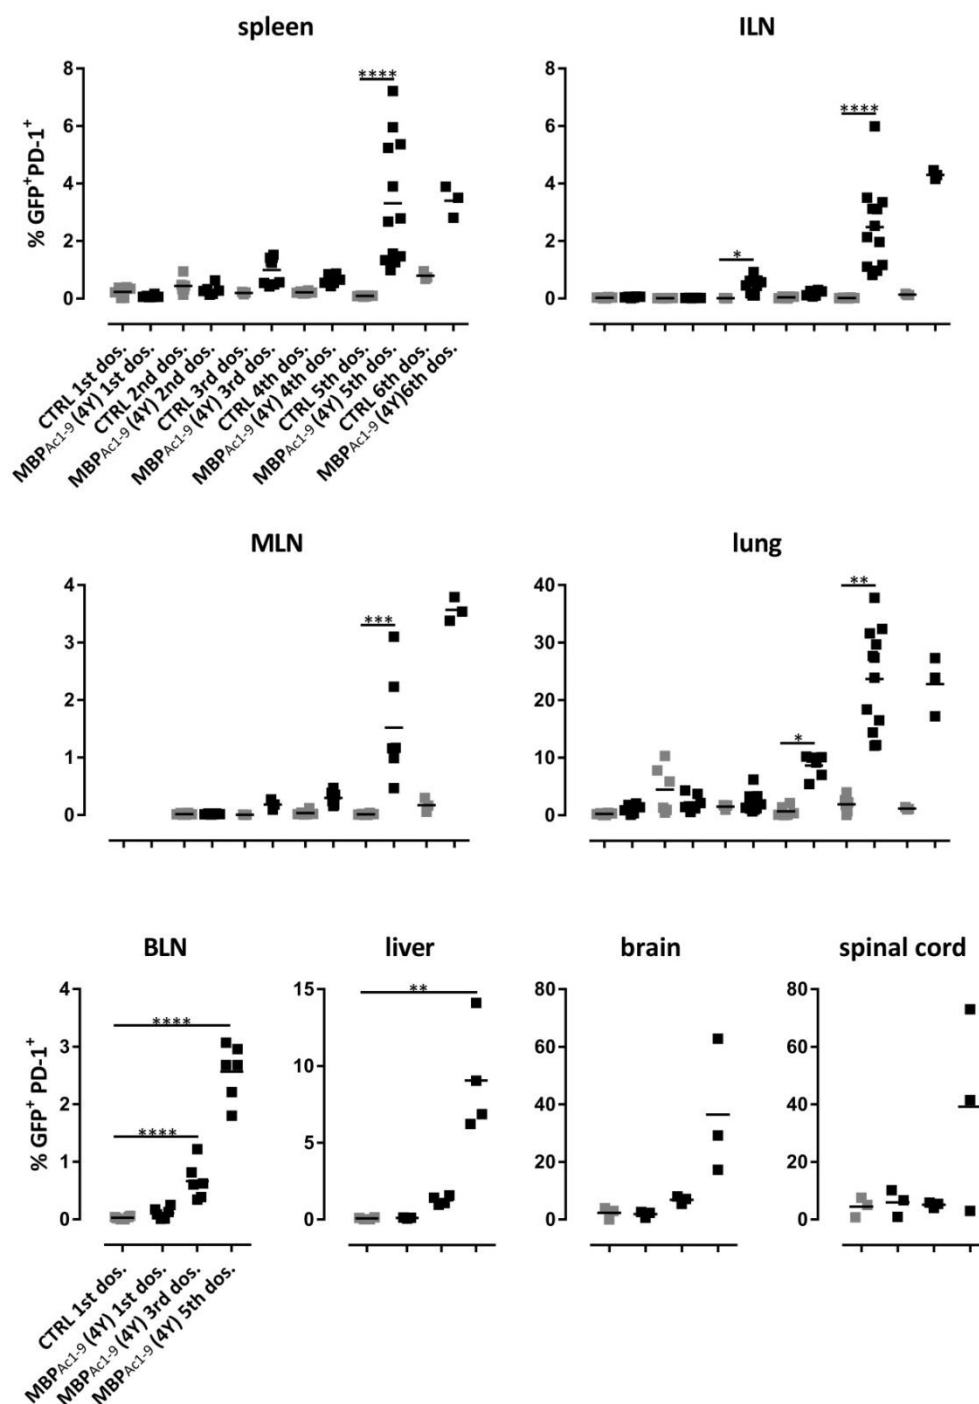 spleen
ILN
% GFP⁺PD-1⁺
8
6
4
2
0
****
8
6
4
2
0
*
****
CTRL 1st dos.
MBPAc1-9 (4Y) 1st dos.
CTRL 2nd dos.
MBPAc1-9 (4Y) 2nd dos.
CTRL 3rd dos.
MBPAc1-9 (4Y) 3rd dos.
CTRL 4th dos.
MBPAc1-9 (4Y) 4th dos.
CTRL 5th dos.
MBPAc1-9 (4Y) 5th dos.
CTRL 6th dos.
MBPAc1-9 (4Y)6th dos.
MLN
lung
4
3
2
1
0
***
40
30
20
10
0
*
**
BLN
liver
brain
spinal cord
% GFP⁺ PD-1⁺
4
3
2
1
0
****
****
15
10
5
0
**
80
60
40
20
0
80
60
40
20
0
CTRL 1st dos.
MBPAc1-9 (4Y) 1st dos.
MBPAc1-9 (4Y) 3rd dos.
MBPAc1-9 (4Y) 5th dos.